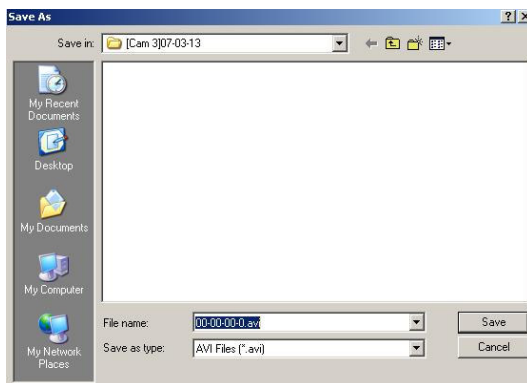 Save As
Save in: [Cam 3]07-03-13
My Recent
Documents
Desktop
My Documents
My Computer
My Network
Places
File name: 00-00-00-0.avi
Save as type: AVI Files (*.avi)
Save
Cancel